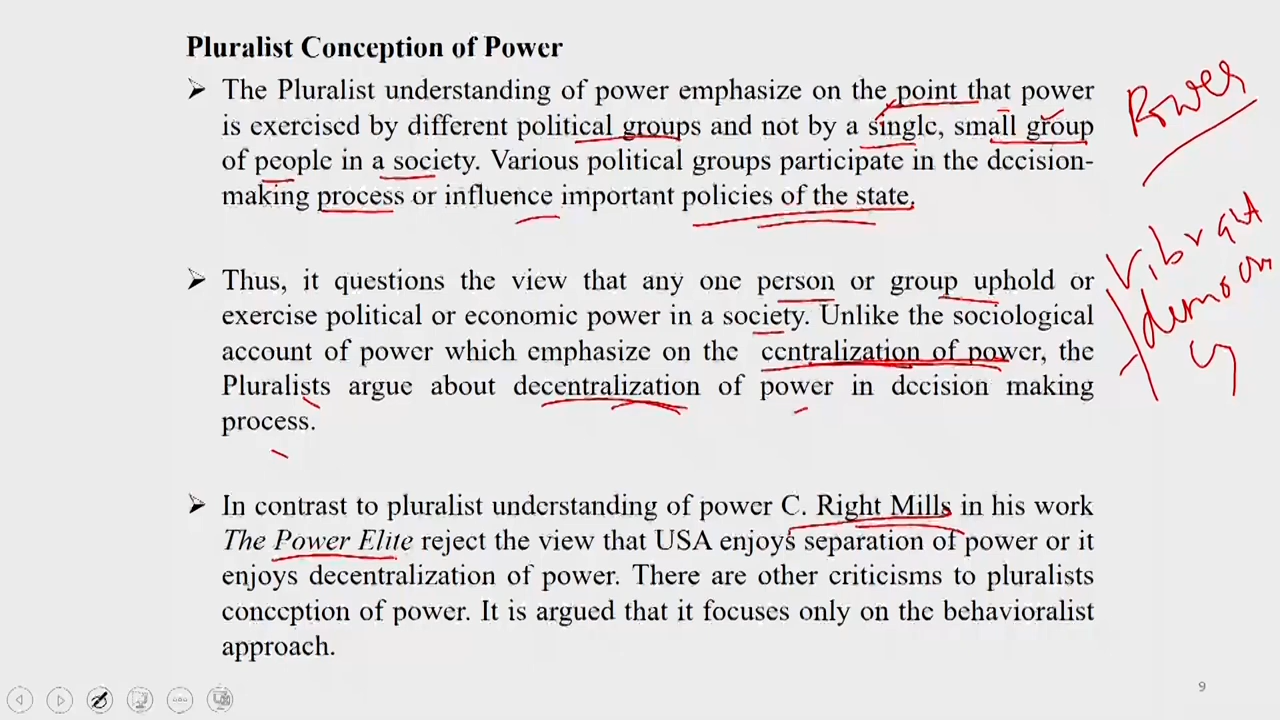 Pluralist Conception of Power
➢ The Pluralist understanding of power emphasize on the point that power
is exercised by different political groups and not by a single, small group
of people in a society. Various political groups participate in the decision-
making process or influence important policies of the state.
➢ Thus, it questions the view that any one person or group uphold or
exercise political or economic power in a society. Unlike the sociological
account of power which emphasize on the centralization of power, the
Pluralists argue about decentralization of power in decision making
process.
➢ In contrast to pluralist understanding of power C. Right Mills in his work
The Power Elite reject the view that USA enjoys separation of power or it
enjoys decentralization of power. There are other criticisms to pluralists
conception of power. It is argued that it focuses only on the behavioralist
approach.
Power
Vibrant
democra
cy
9